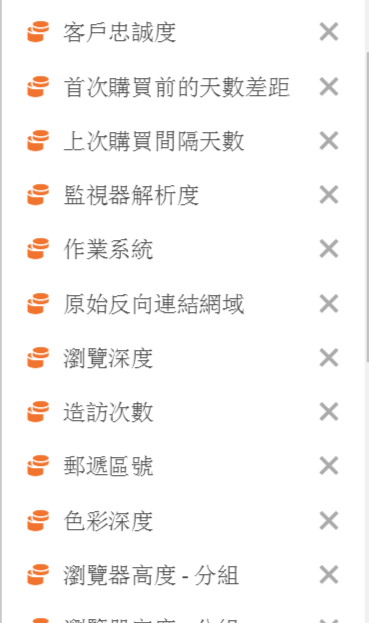 客戶忠誠度
首次購買前的天數差距
上次購買間隔天數
監視器解析度
作業系統
原始反向連結網域
瀏覽深度
造訪次數
郵遞區號
色彩深度
瀏覽器高度 - 分組